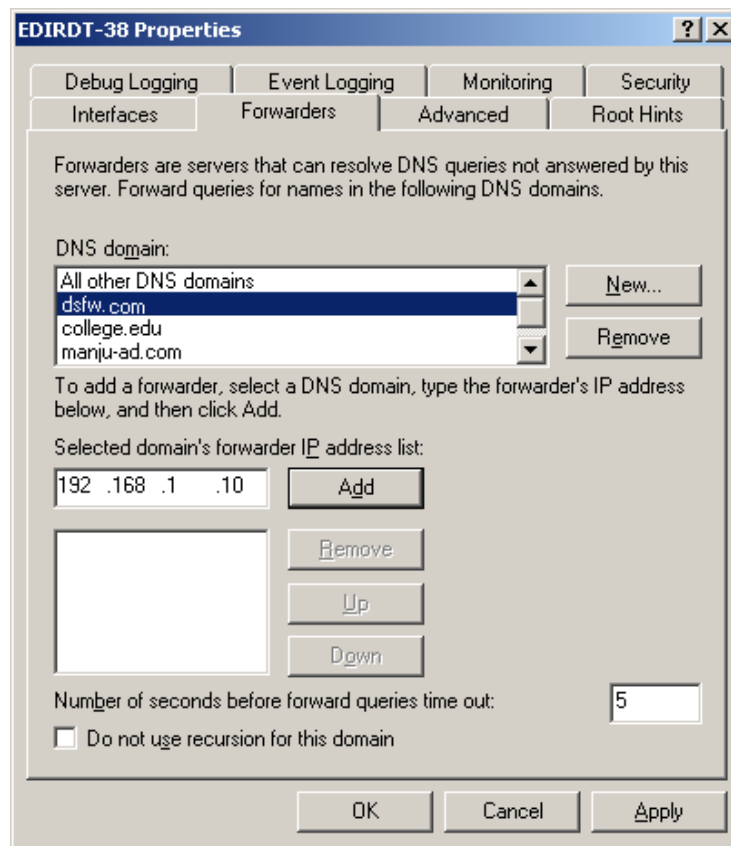 EDIRDT-38 Properties
Debug Logging Event Logging Monitoring Security
Interfaces Forwarders Advanced Root Hints
Forwarders are servers that can resolve DNS queries not answered by this
server. Forward queries for names in the following DNS domains.
DNS domain:
All other DNS domains
New...
dsfw.com
college.edu
Remove
manju-ad.com
To add a forwarder, select a DNS domain, type the forwarder's IP address
below, and then click Add.
Selected domain's forwarder IP address list:
192 .168 .1 .10
Add
Remove
Up
Down
Number of seconds before forward queries time out: 5
Do not use recursion for this domain
OK Cancel Apply